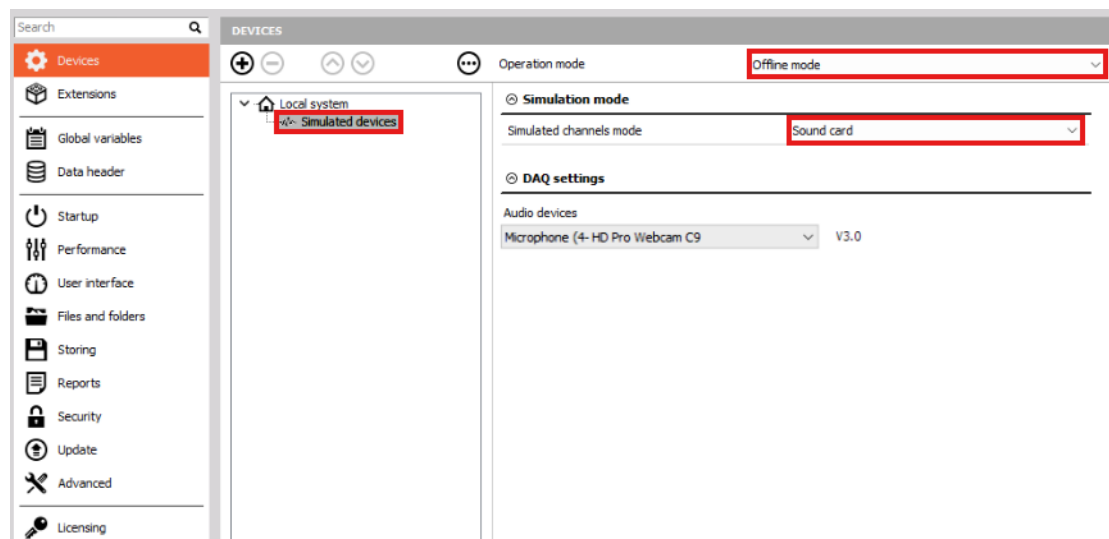 Search
DEVICES
Devices
Operation mode
Offline mode
Extensions
Local system
Simulated devices
Simulation mode
Simulated channels mode
Sound card
Global variables
Data header
DAQ settings
Startup
Audio devices
Microphone (4- HD Pro Webcam C9
V3.0
Performance
User interface
Files and folders
Storing
Reports
Security
Update
Advanced
Licensing